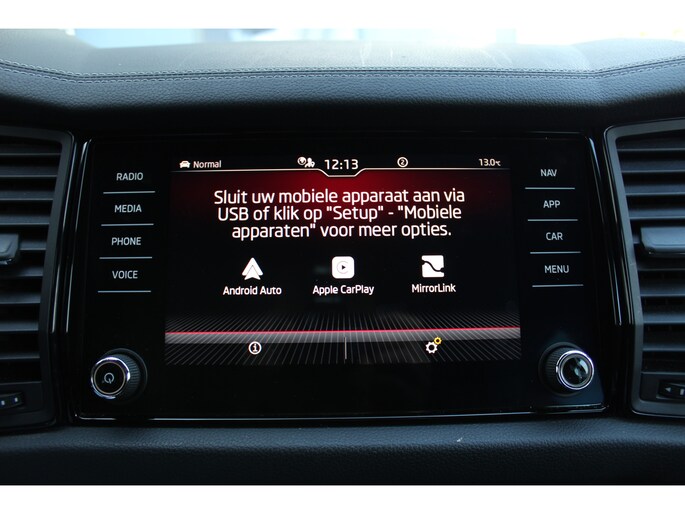 Normal
12:13
2
13.0°C
RADIO
MEDIA
PHONE
VOICE
Sluit uw mobiele apparaat aan via
USB of klik op "Setup" - "Mobiele
apparaten" voor meer opties.
Android Auto
Apple CarPlay
MirrorLink
NAV
APP
CAR
MENU